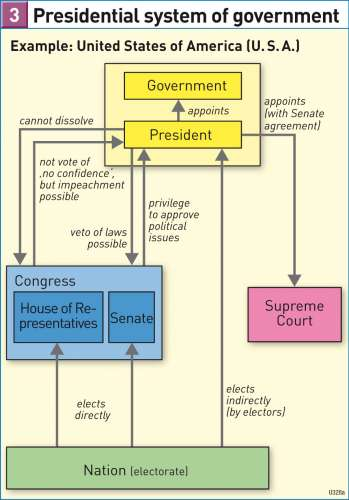 3 Presidential system of government
Example: United States of America (U. S. A.)
Government
appoints
President
cannot dissolve
appoints
(with Senate
agreement)
not vote of
‚no confidence’,
but impeachment
possible
privilege
to approve
political
issues
veto of laws
possible
Congress
House of Re-
presentatives
Senate
Supreme
Court
elects
directly
elects
indirectly
(by electors)
Nation (electorate)